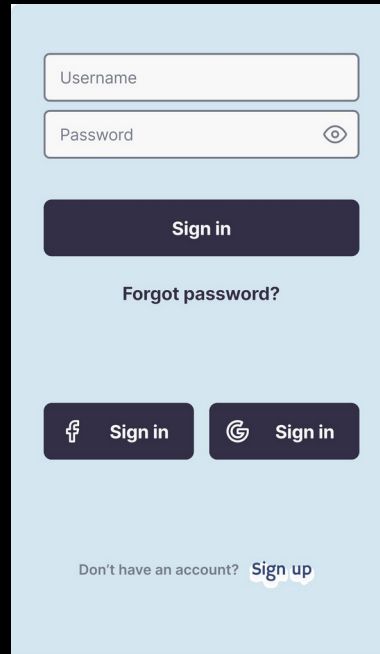 Username
Password
Sign in
Forgot password?
Sign in Sign in
Don't have an account? Sign up